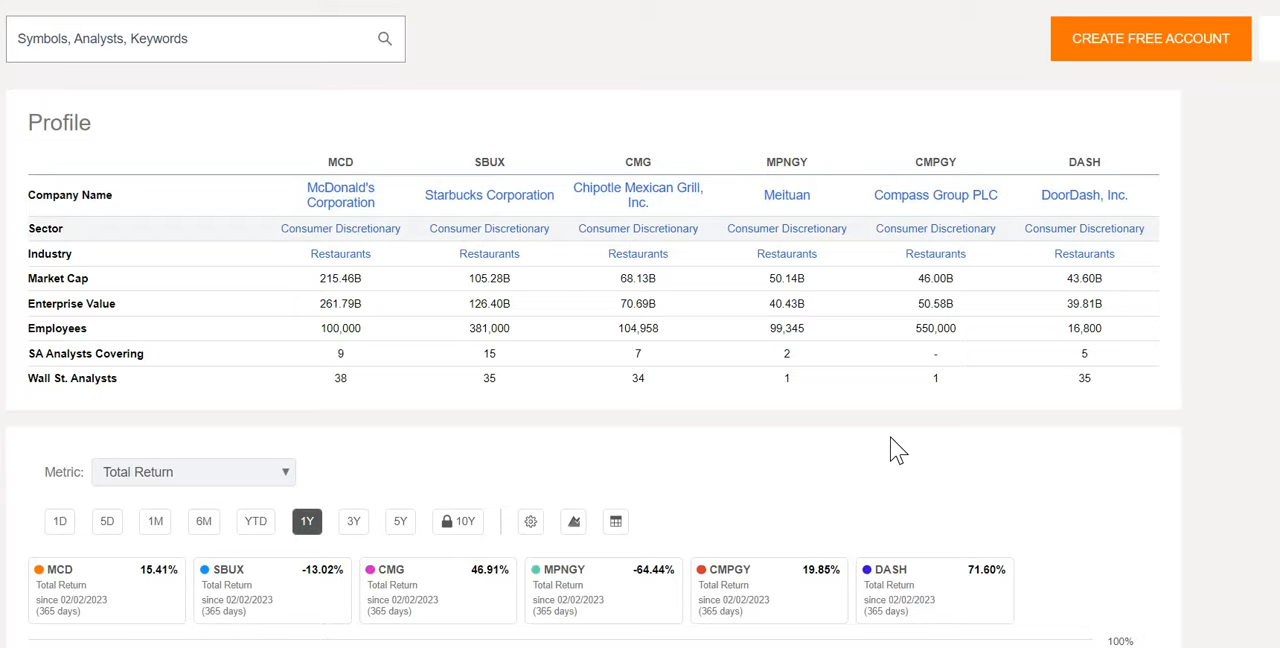 Symbols, Analysts, Keywords
CREATE FREE ACCOUNT
Profile
MCD SBUX CMG MPNGY CMPGY DASH
Company Name McDonald's Corporation Starbucks Corporation Chipotle Mexican Grill, Inc. Meituan Compass Group PLC DoorDash, Inc.
Sector Consumer Discretionary Consumer Discretionary Consumer Discretionary Consumer Discretionary Consumer Discretionary Consumer Discretionary
Industry Restaurants Restaurants Restaurants Restaurants Restaurants Restaurants
Market Cap 215.46B 105.28B 68.13B 50.14B 46.00B 43.60B
Enterprise Value 261.79B 126.40B 70.69B 40.43B 50.58B 39.81B
Employees 100,000 381,000 104,958 99,345 550,000 16,800
SA Analysts Covering 9 15 7 2 - 5
Wall St. Analysts 38 35 34 1 1 35
Metric: Total Return
1D 5D 1M 6M YTD 1Y 3Y 5Y 10Y
MCD 15.41% SBUX -13.02% CMG 46.91% MPNGY -64.44% CMPGY 19.85% DASH 71.60%
Total Return Total Return Total Return Total Return Total Return Total Return
since 02/02/2023 since 02/02/2023 since 02/02/2023 since 02/02/2023 since 02/02/2023 since 02/02/2023
(365 days) (365 days) (365 days) (365 days) (365 days) (365 days)
100%